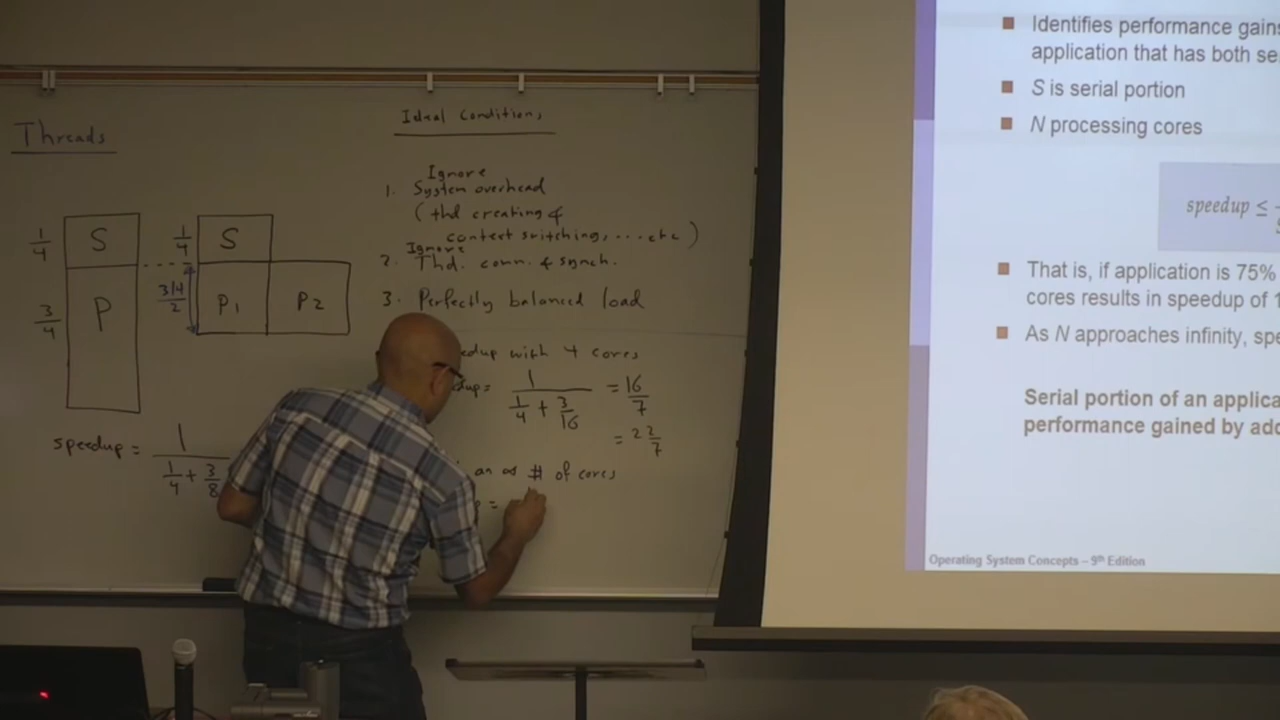 Threads
1/4 S
3/4 P
1/4 S
3/4/2 P1 P2
speedup = 1 / (1/4 + 3/8
Ideal Conditions
Ignore
1. System overhead
(thd creating &
context switching, ....etc)
Ignore
2. Thd. comm. & synch.
3. Perfectly balanced load
edup with 4 cores
up = 1 / (1/4 + 3/16) = 16/7
= 2 2/7
# of cores
=
Identifies performance gains
application that has both se
S is serial portion
N processing cores
speedup ≤
That is, if application is 75%
cores results in speedup of 1
As N approaches infinity, spe
Serial portion of an applica
performance gained by add
Operating System Concepts – 9th Edition